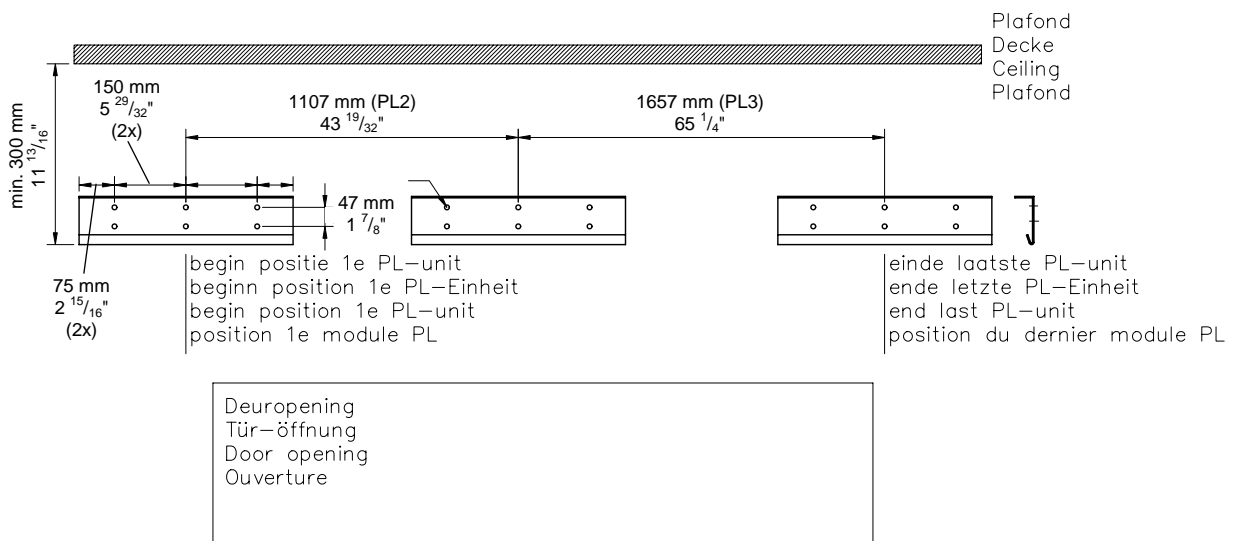 Plafond
Decke
Ceiling
Plafond
150 mm
5 29/32"
(2x)
1107 mm (PL2)
43 19/32"
1657 mm (PL3)
65 1/4"
min. 300 mm
11 13/16"
47 mm
1 7/8"
75 mm
2 15/16"
(2x)
begin positie 1e PL-unit
beginn position 1e PL-Einheit
begin position 1e PL-unit
position 1e module PL
einde laatste PL-unit
ende letzte PL-Einheit
end last PL-unit
position du dernier module PL
Deuropening
Tür-öffnung
Door opening
Ouverture